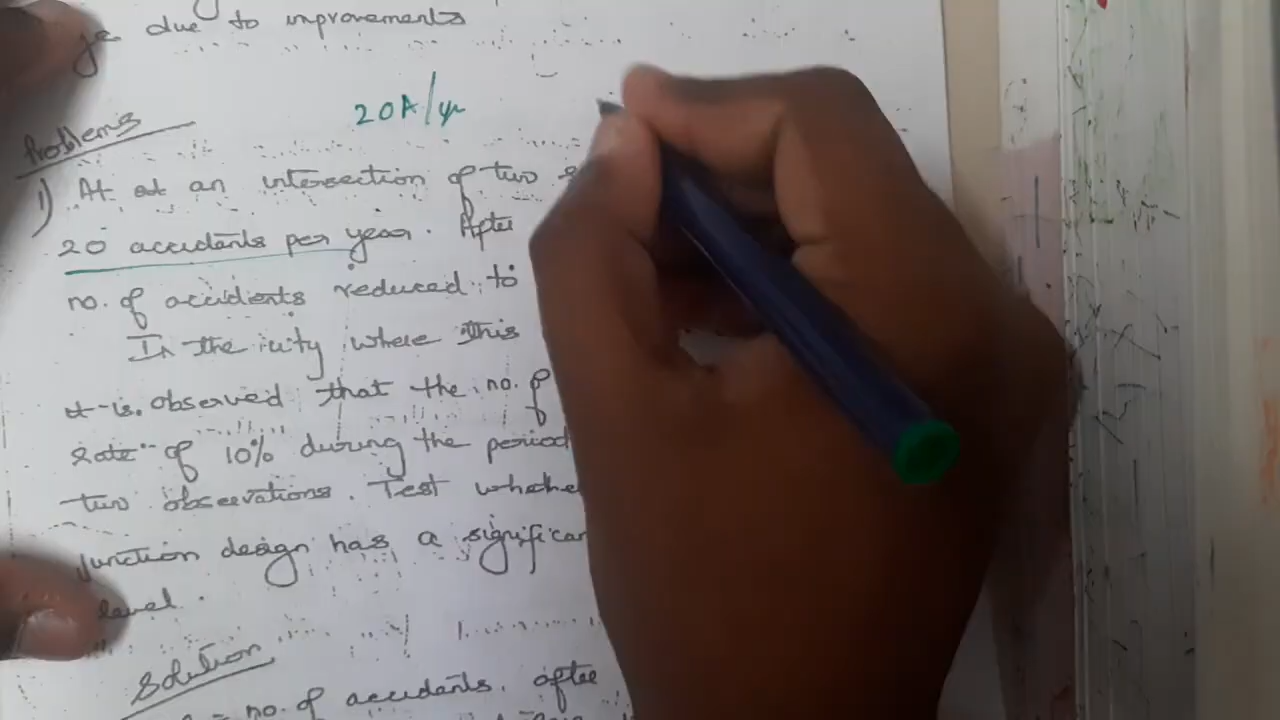 due to improvements
20A/yr
Problems
1) At at an intersection of two
20 accidents per year. After
no. of accidents reduced to
In the city where this
it is observed that the no. of
rate of 10% during the period
two observations. Test whethe
junction design has a significan
level.
Solution
= no. of accidents, after